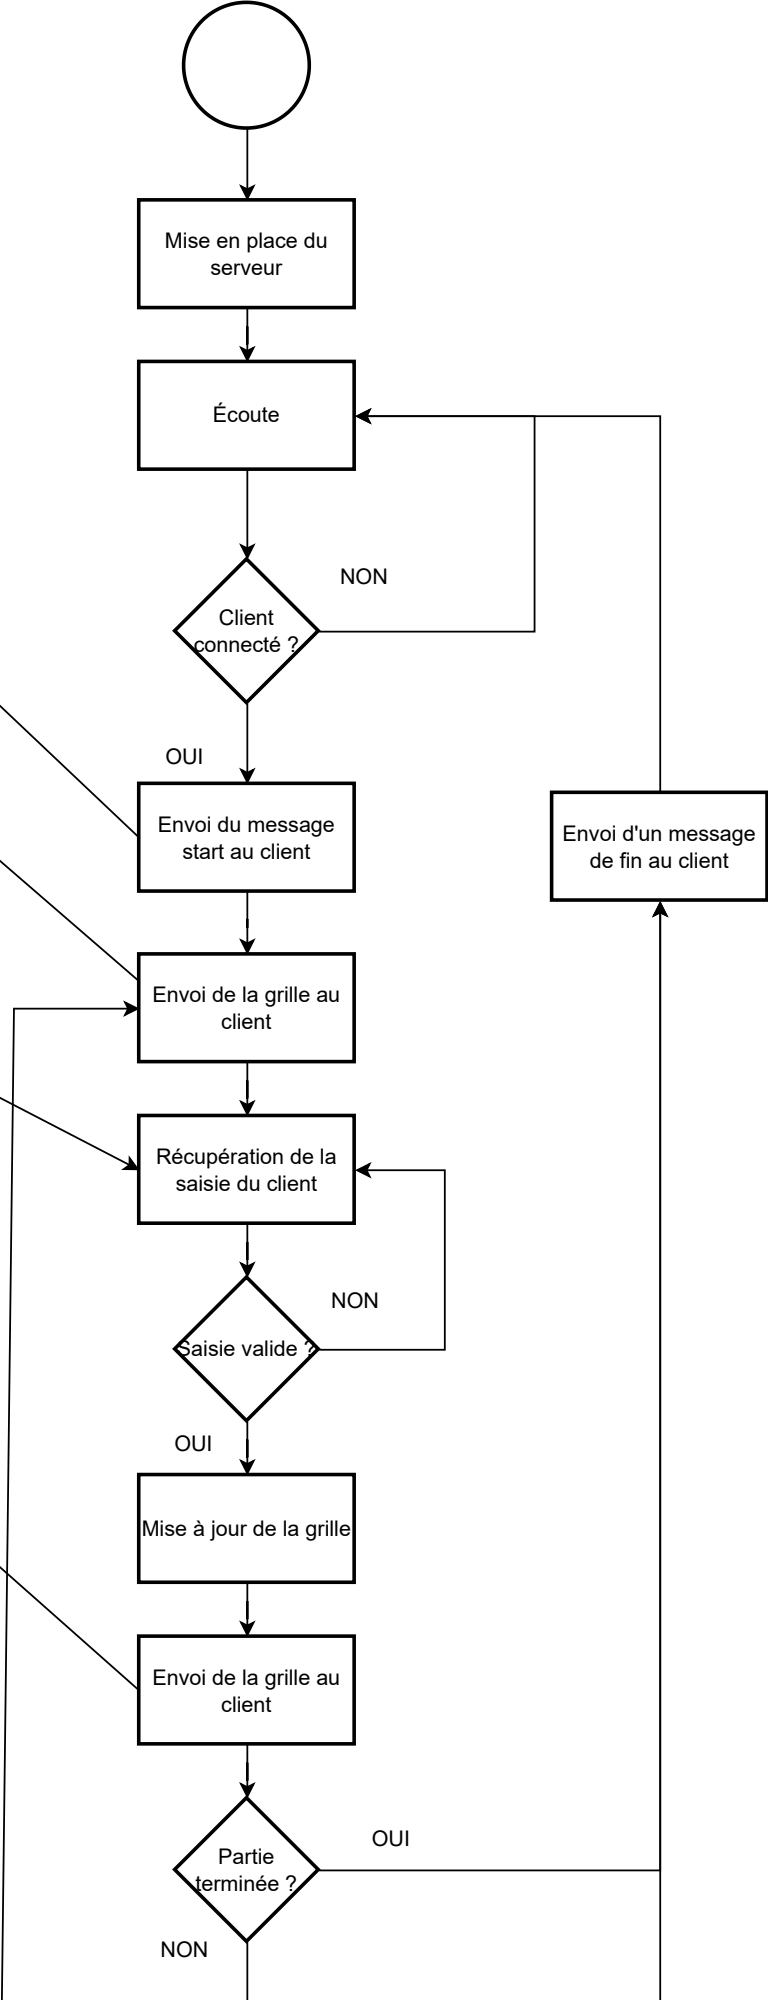 Mise en place du
serveur
Écoute
NON
Client
connecté ?
OUI
Envoi du message
start au client
Envoi d'un message
de fin au client
Envoi de la grille au
client
Récupération de la
saisie du client
NON
Saisie valide ?
OUI
Mise à jour de la grille
Envoi de la grille au
client
OUI
Partie
terminée ?
NON